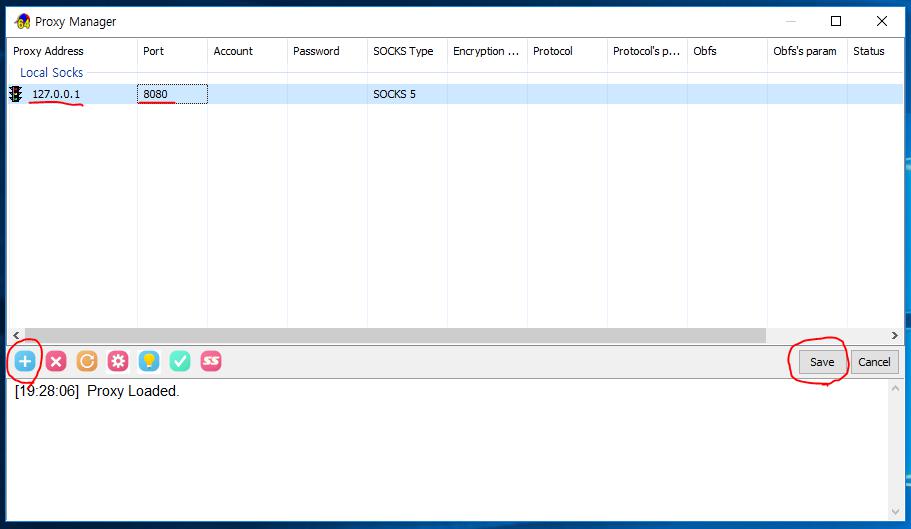 64 Proxy Manager
Proxy Address Port Account Password SOCKS Type Encryption ... Protocol Protocol's p... Obfs Obfs's param Status
Local Socks
127.0.0.1 8080 SOCKS 5
SS Save Cancel
[19:28:06] Proxy Loaded.